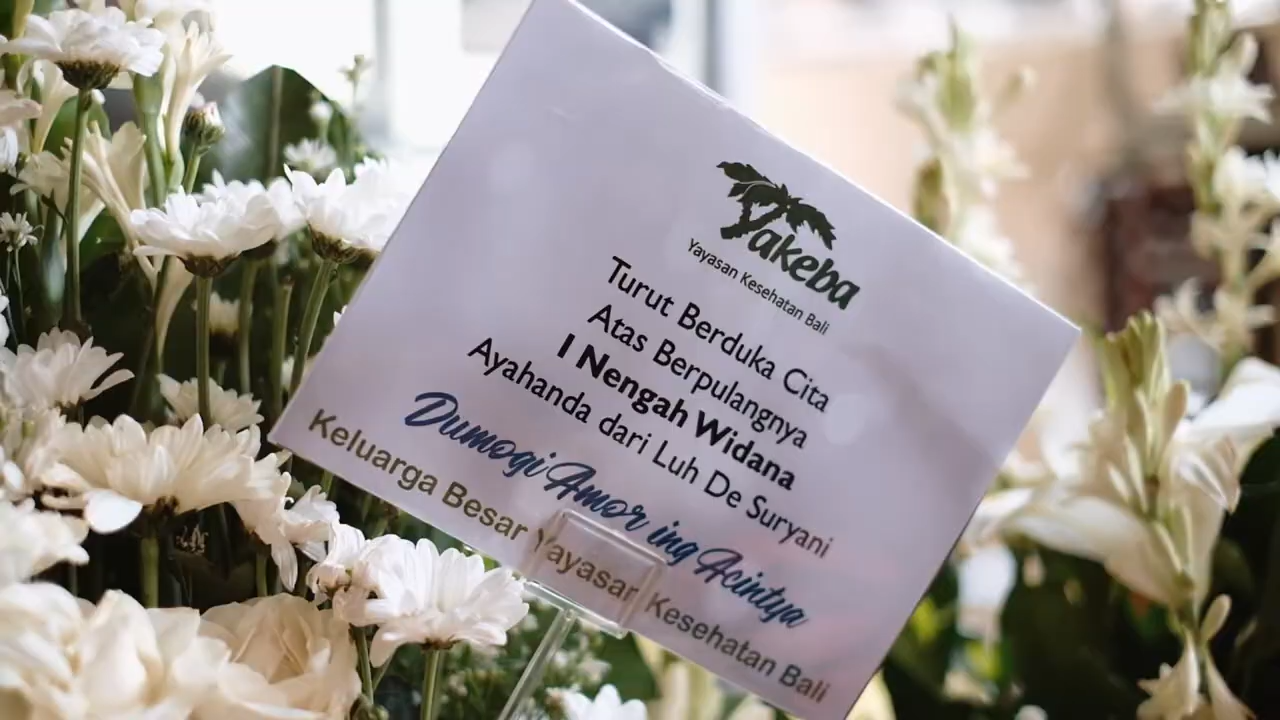 Yakeba
Yayasan Kesehatan Bali
Turut Berduka Cita
Atas Berpulangnya
I Nengah Widana
Ayahanda dari Luh De Suryani
Dumogi Amor ing Acintya
Keluarga Besar Yayasan Kesehatan Bali